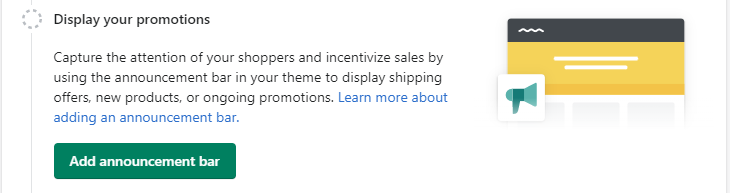 Display your promotions
Capture the attention of your shoppers and incentivize sales by
using the announcement bar in your theme to display shipping
offers, new products, or ongoing promotions. Learn more about
adding an announcement bar.
Add announcement bar